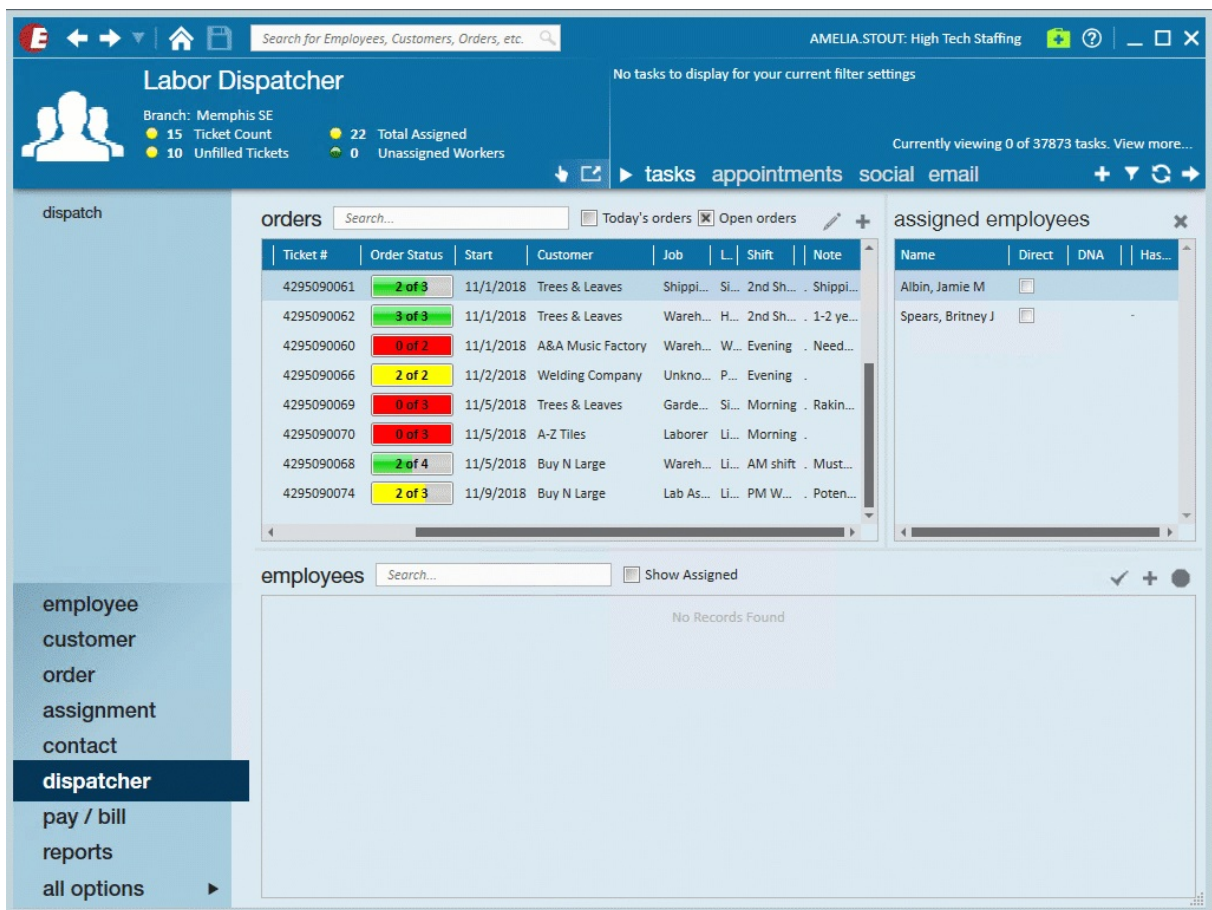 E
Search for Employees, Customers, Orders, etc.
AMELIA.STOUT: High Tech Staffing
Labor Dispatcher
Branch: Memphis SE
15 Ticket Count 22 Total Assigned
10 Unfilled Tickets 0 Unassigned Workers
No tasks to display for your current filter settings
Currently viewing 0 of 37873 tasks. View more...
tasks appointments social email
dispatch
orders Search... Today's orders Open orders
Ticket # Order Status Start Customer Job L... Shift Note
4295090061 2 of 3 11/1/2018 Trees & Leaves Shippi... Si... 2nd Sh... . Shippi...
4295090062 3 of 3 11/1/2018 Trees & Leaves Wareh... H... 2nd Sh... . 1-2 ye...
4295090060 0 of 2 11/1/2018 A&A Music Factory Wareh... W... Evening . Need...
4295090066 2 of 2 11/2/2018 Welding Company Unkno... P... Evening .
4295090069 0 of 3 11/5/2018 Trees & Leaves Garde... Si... Morning . Rakin...
4295090070 0 of 3 11/5/2018 A-Z Tiles Laborer Li... Morning .
4295090068 2 of 4 11/5/2018 Buy N Large Wareh... Li... AM shift . Must...
4295090074 2 of 3 11/9/2018 Buy N Large Lab As... Li... PM W... . Poten...
assigned employees
Name Direct DNA Has...
Albin, Jamie M
Spears, Britney J -
employees Search... Show Assigned
No Records Found
employee
customer
order
assignment
contact
dispatcher
pay / bill
reports
all options